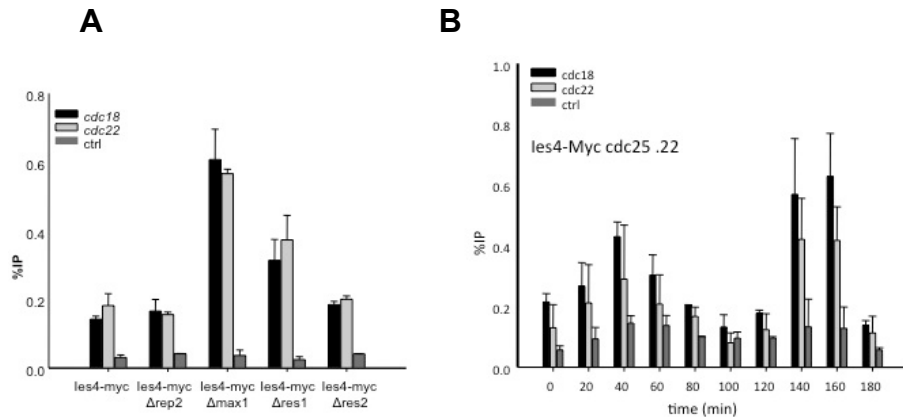 A
B
0.8
0.6
0.4
0.2
0.0
%IP
cdc18
cdc22
ctrl
Ies4-myc Ies4-myc Ies4-myc Ies4-myc Ies4-myc
Δrep2 Δmax1 Δres1 Δres2
1.0
0.8
0.6
0.4
0.2
0.0
%IP
cdc18
cdc22
ctrl
Ies4-Myc cdc25 .22
0 20 40 60 80 100 120 140 160 180
time (min)